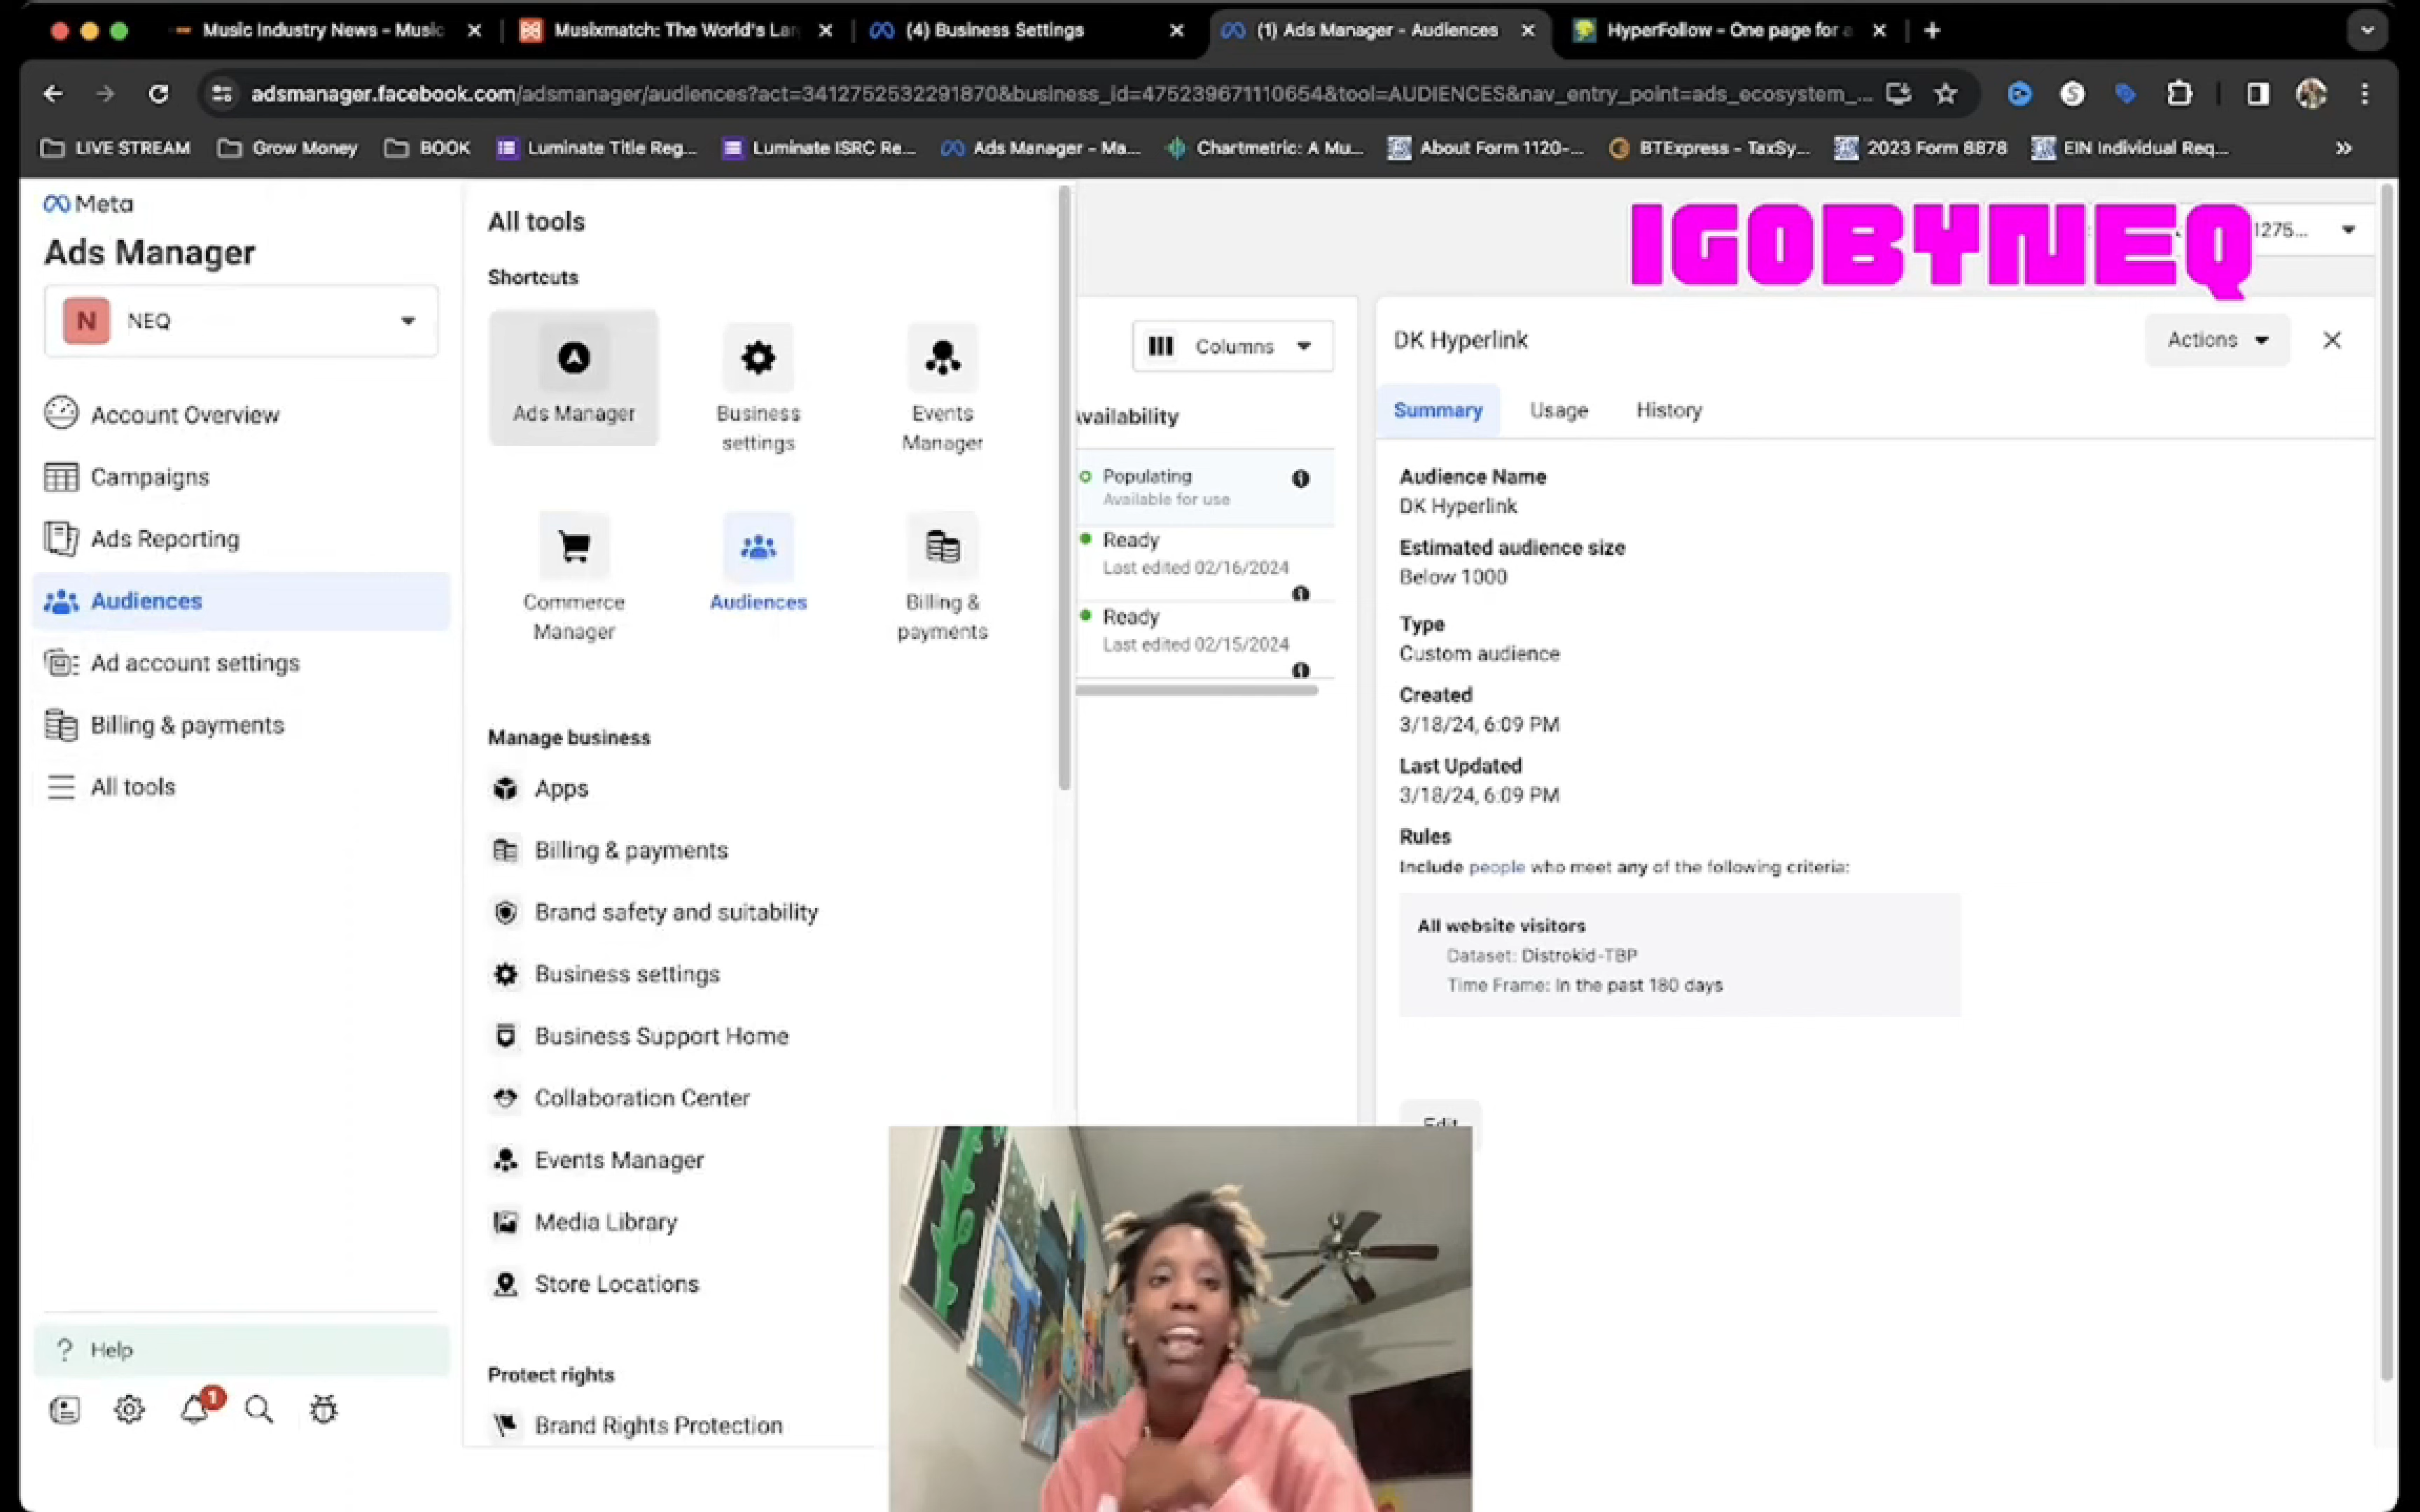 Music Industry News - Music
Musixmatch: The World's Lar
(4) Business Settings
(1) Ads Manager - Audiences
HyperFollow - One page for a
adsmanager.facebook.com/adsmanager/audiences?act=3412752532291870&business_id=475239671110654&tool=AUDIENCES&nav_entry_point=ads_ecosystem_...
LIVE STREAM
Grow Money
BOOK
Luminate Title Reg...
Luminate ISRC Re...
Ads Manager - Ma...
Chartmetric: A Mu...
About Form 1120-...
BTExpress - TaxSy...
2023 Form 8878
EIN Individual Req...
Meta
Ads Manager
N NEQ
Account Overview
Campaigns
Ads Reporting
Audiences
Ad account settings
Billing & payments
All tools
Help
1
All tools
Shortcuts
Ads Manager
Business
settings
Events
Manager
Commerce
Manager
Audiences
Billing &
payments
Manage business
Apps
Billing & payments
Brand safety and suitability
Business settings
Business Support Home
Collaboration Center
Events Manager
Media Library
Store Locations
Protect rights
Brand Rights Protection
Columns
Availability
Populating
Available for use
Ready
Last edited 02/16/2024
Ready
Last edited 02/15/2024
IGOBYNEQ
1275...
DK Hyperlink
Actions
Summary
Usage
History
Audience Name
DK Hyperlink
Estimated audience size
Below 1000
Type
Custom audience
Created
3/18/24, 6:09 PM
Last Updated
3/18/24, 6:09 PM
Rules
Include people who meet any of the following criteria:
All website visitors
Dataset: Distrokid-TBP
Time Frame: In the past 180 days
Edit